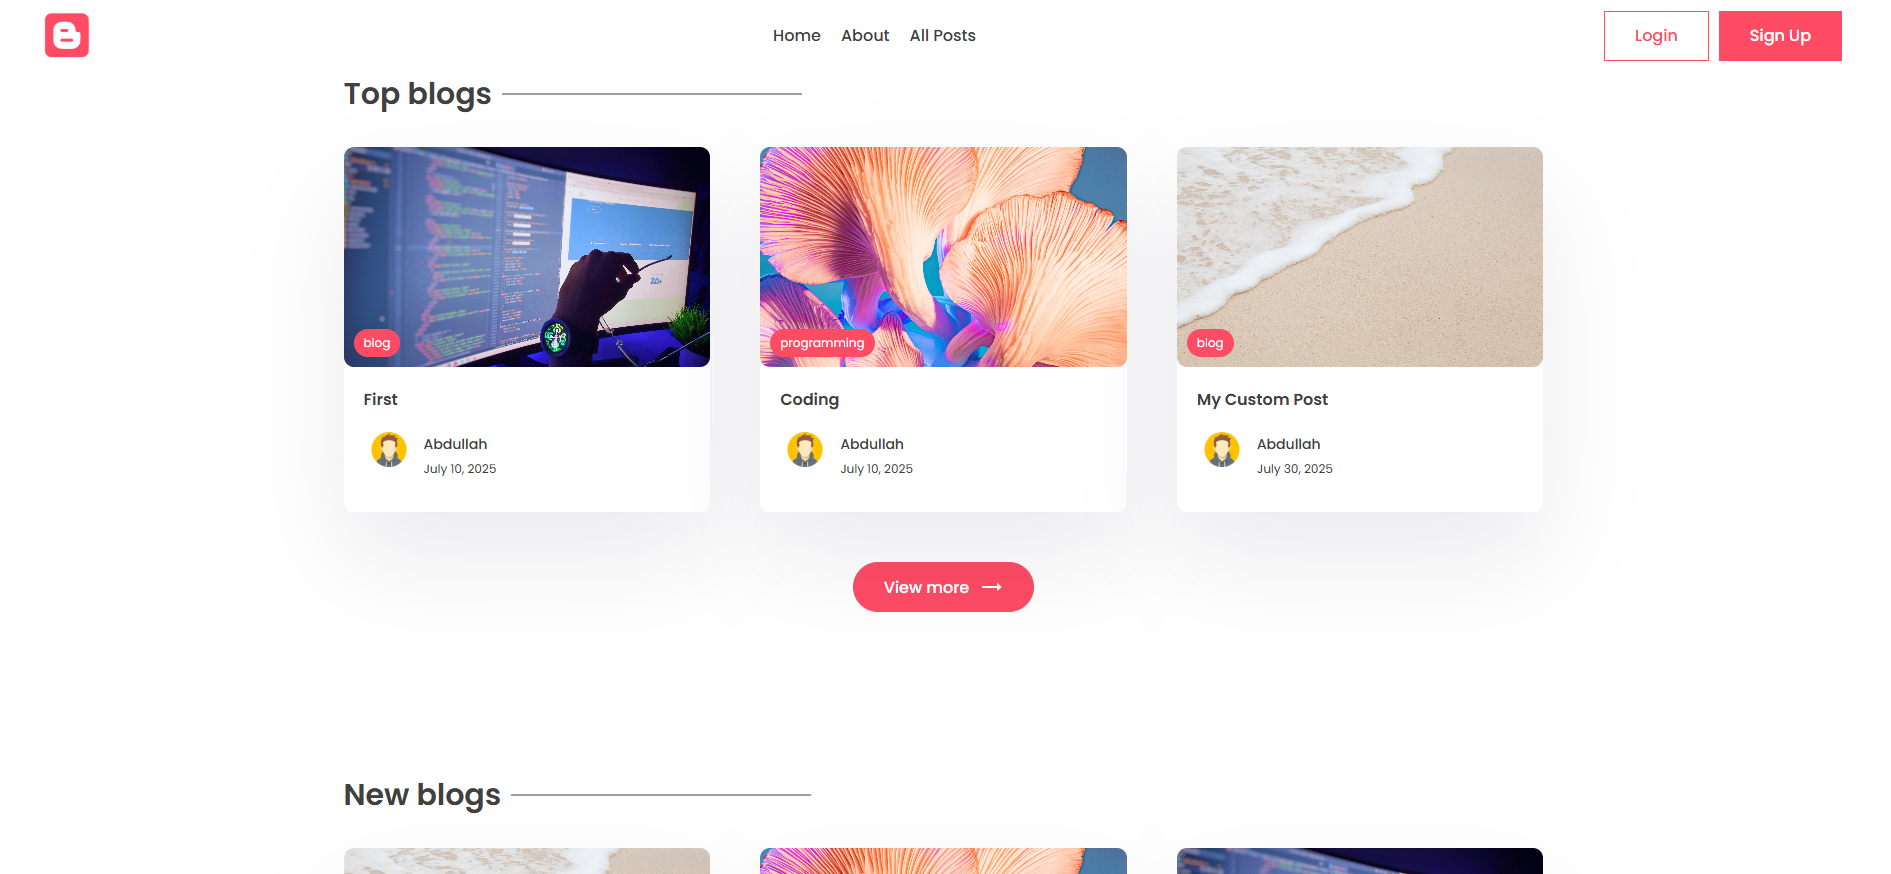 Home About All Posts Login Sign Up
Top blogs
blog
programming
blog
First
Coding
My Custom Post
Abdullah
July 10, 2025
Abdullah
July 10, 2025
Abdullah
July 30, 2025
View more
New blogs